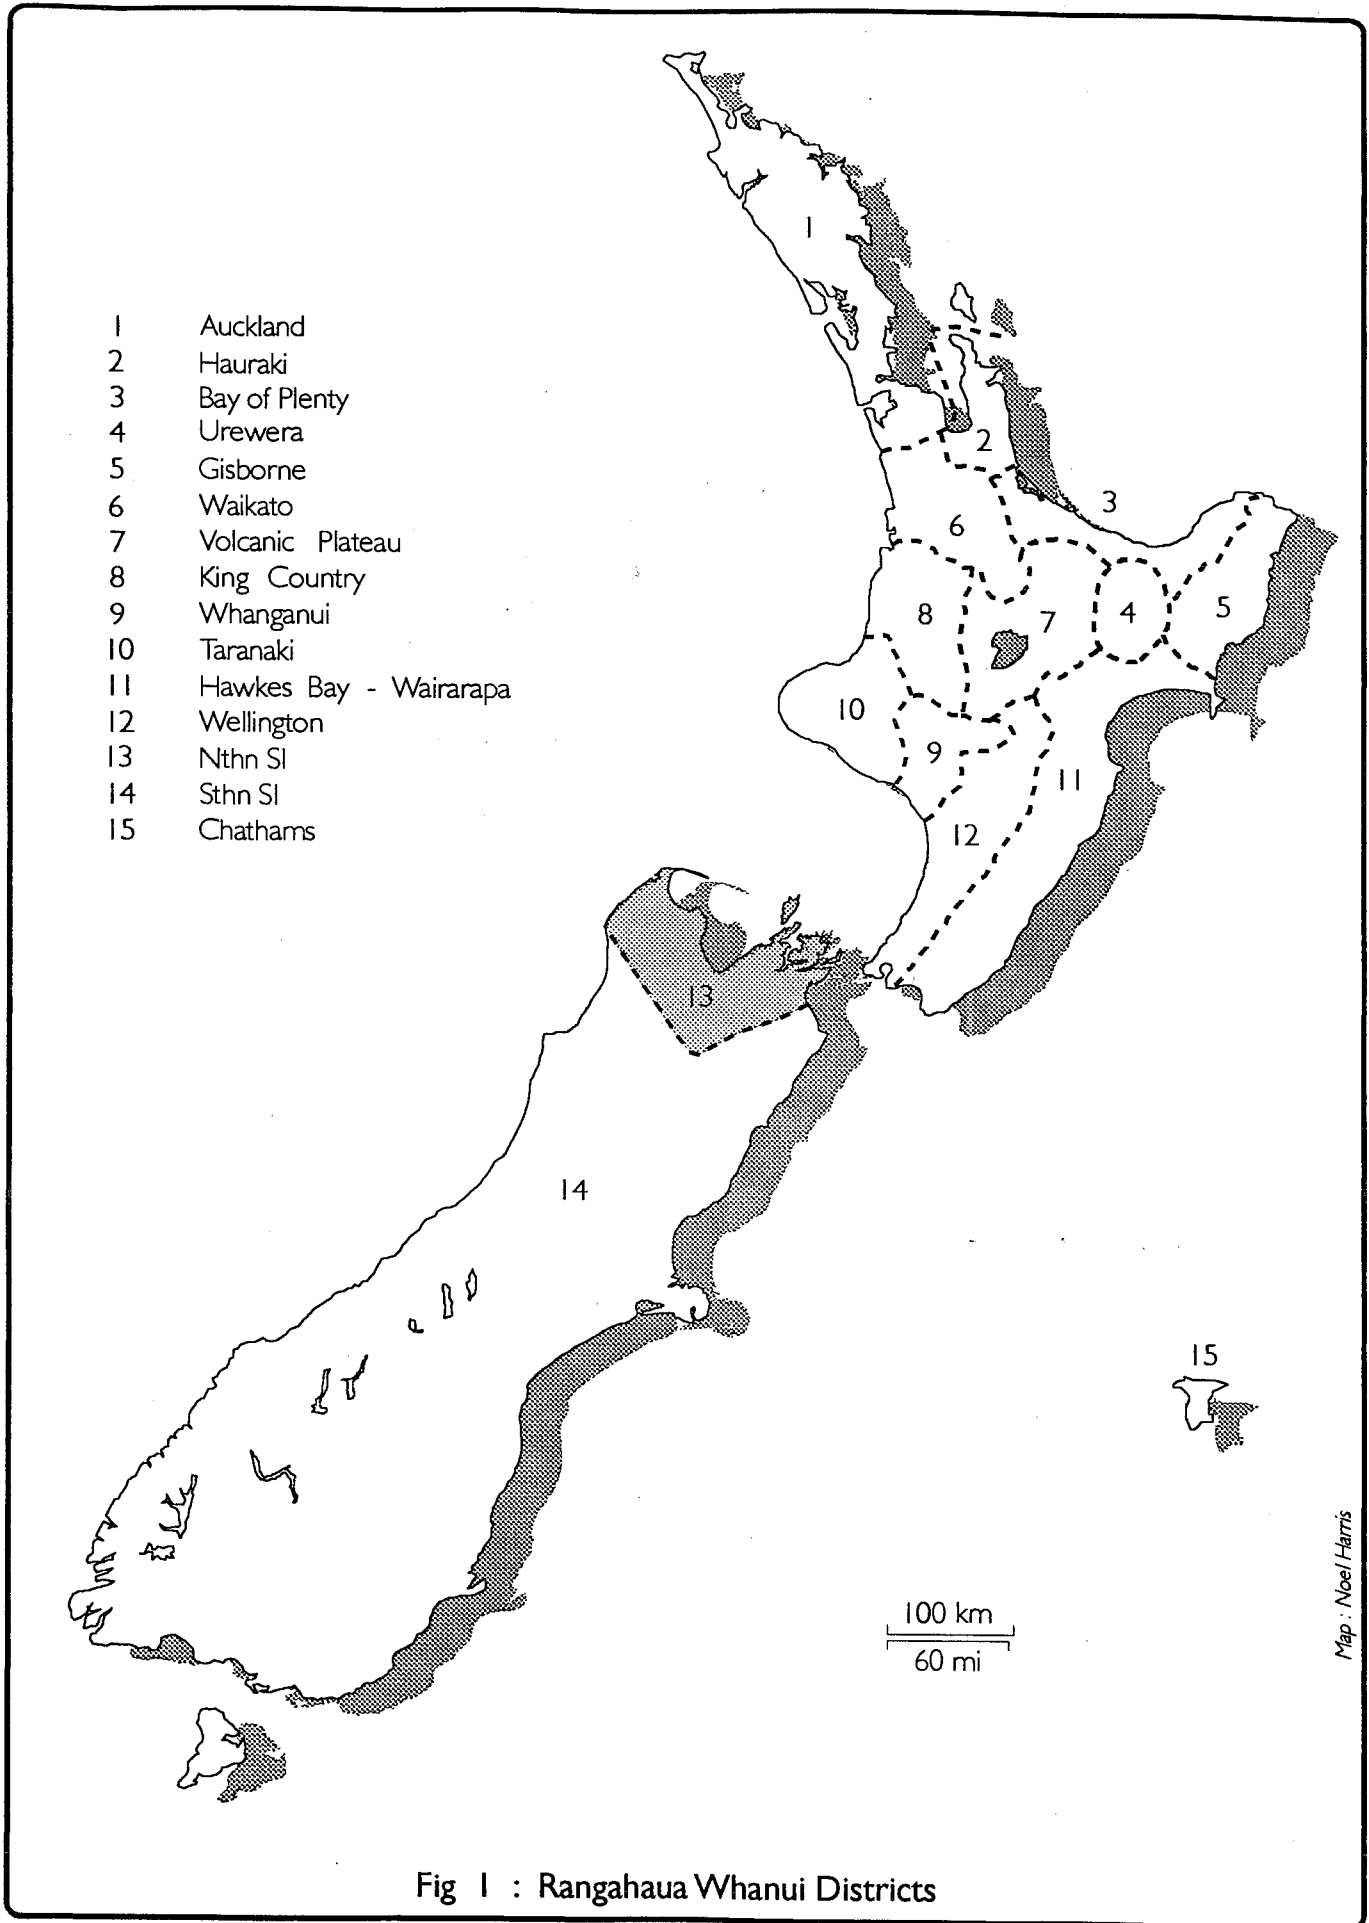 1 Auckland
2 Hauraki
3 Bay of Plenty
4 Urewera
5 Gisborne
6 Waikato
7 Volcanic Plateau
8 King Country
9 Whanganui
10 Taranaki
11 Hawkes Bay - Wairarapa
12 Wellington
13 Nthn SI
14 Sthn SI
15 Chathams
1
2
3
6
8
7
4
5
10
9
11
12
13
14
15
100 km
60 mi
Map : Noel Harris
Fig 1 : Rangahaua Whanui Districts